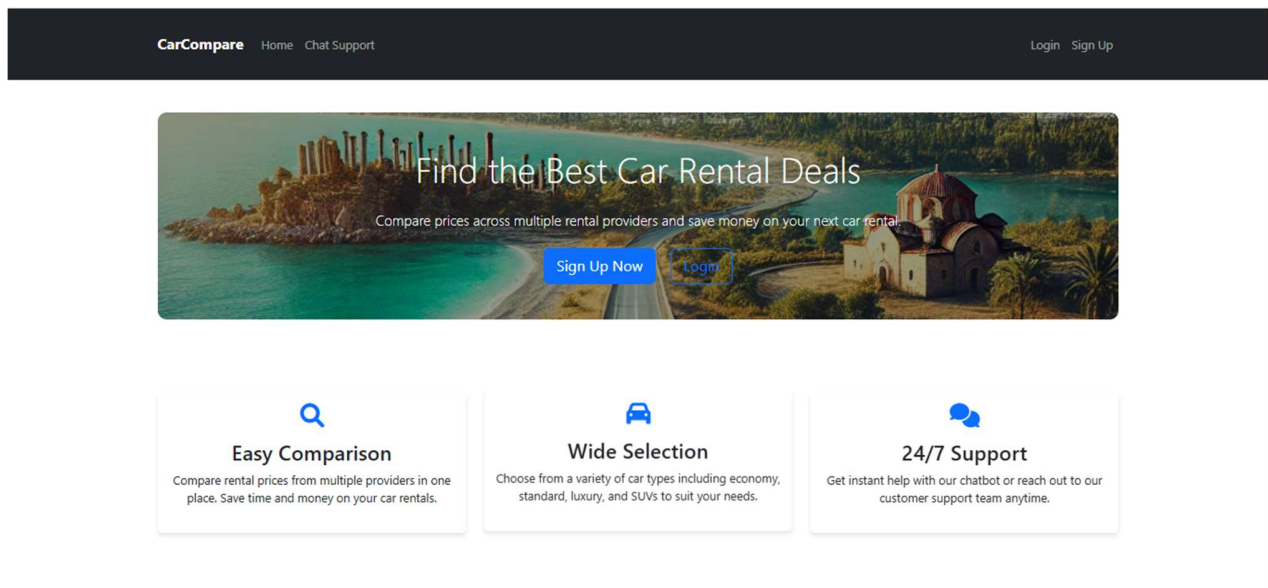 CarCompare Home Chat Support Login Sign Up
Find the Best Car Rental Deals
Compare prices across multiple rental providers and save money on your next car rental.
Sign Up Now Login
Easy Comparison
Compare rental prices from multiple providers in one
place. Save time and money on your car rentals.
Wide Selection
Choose from a variety of car types including economy,
standard, luxury, and SUVs to suit your needs.
24/7 Support
Get instant help with our chatbot or reach out to our
customer support team anytime.